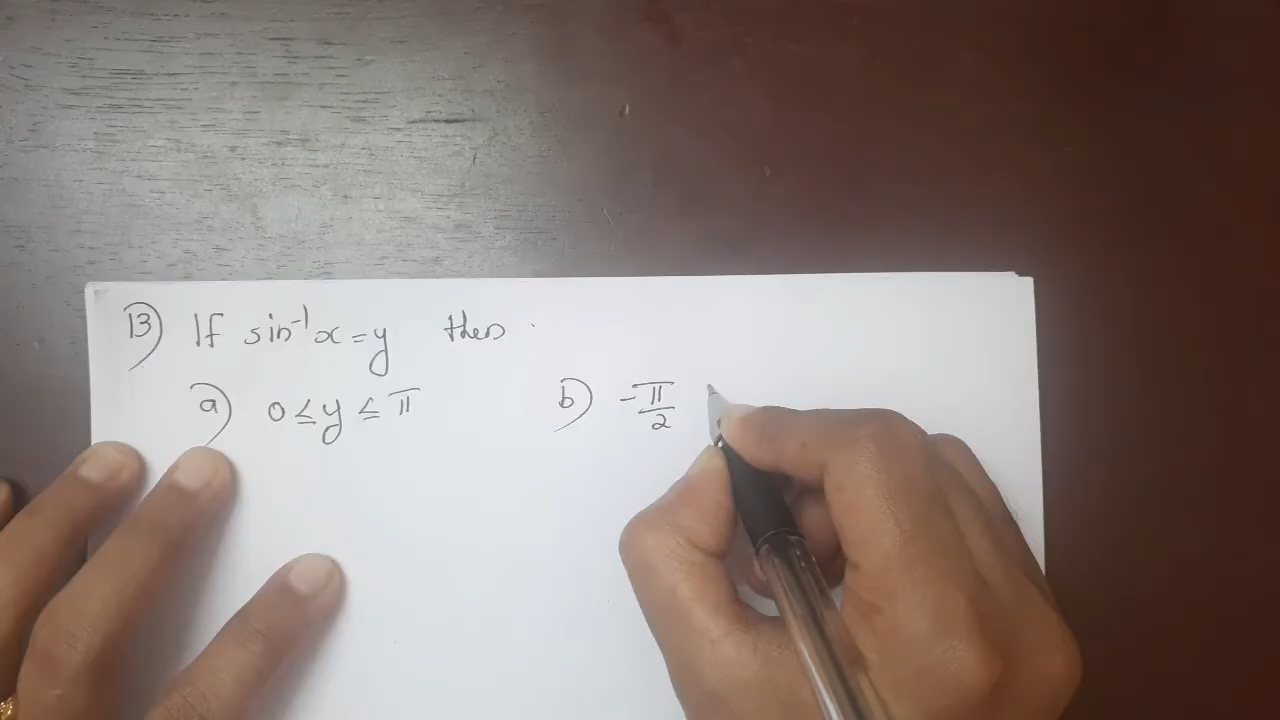 13) If sin⁻¹x = y then
a) 0 ≤ y ≤ π b) -π/2